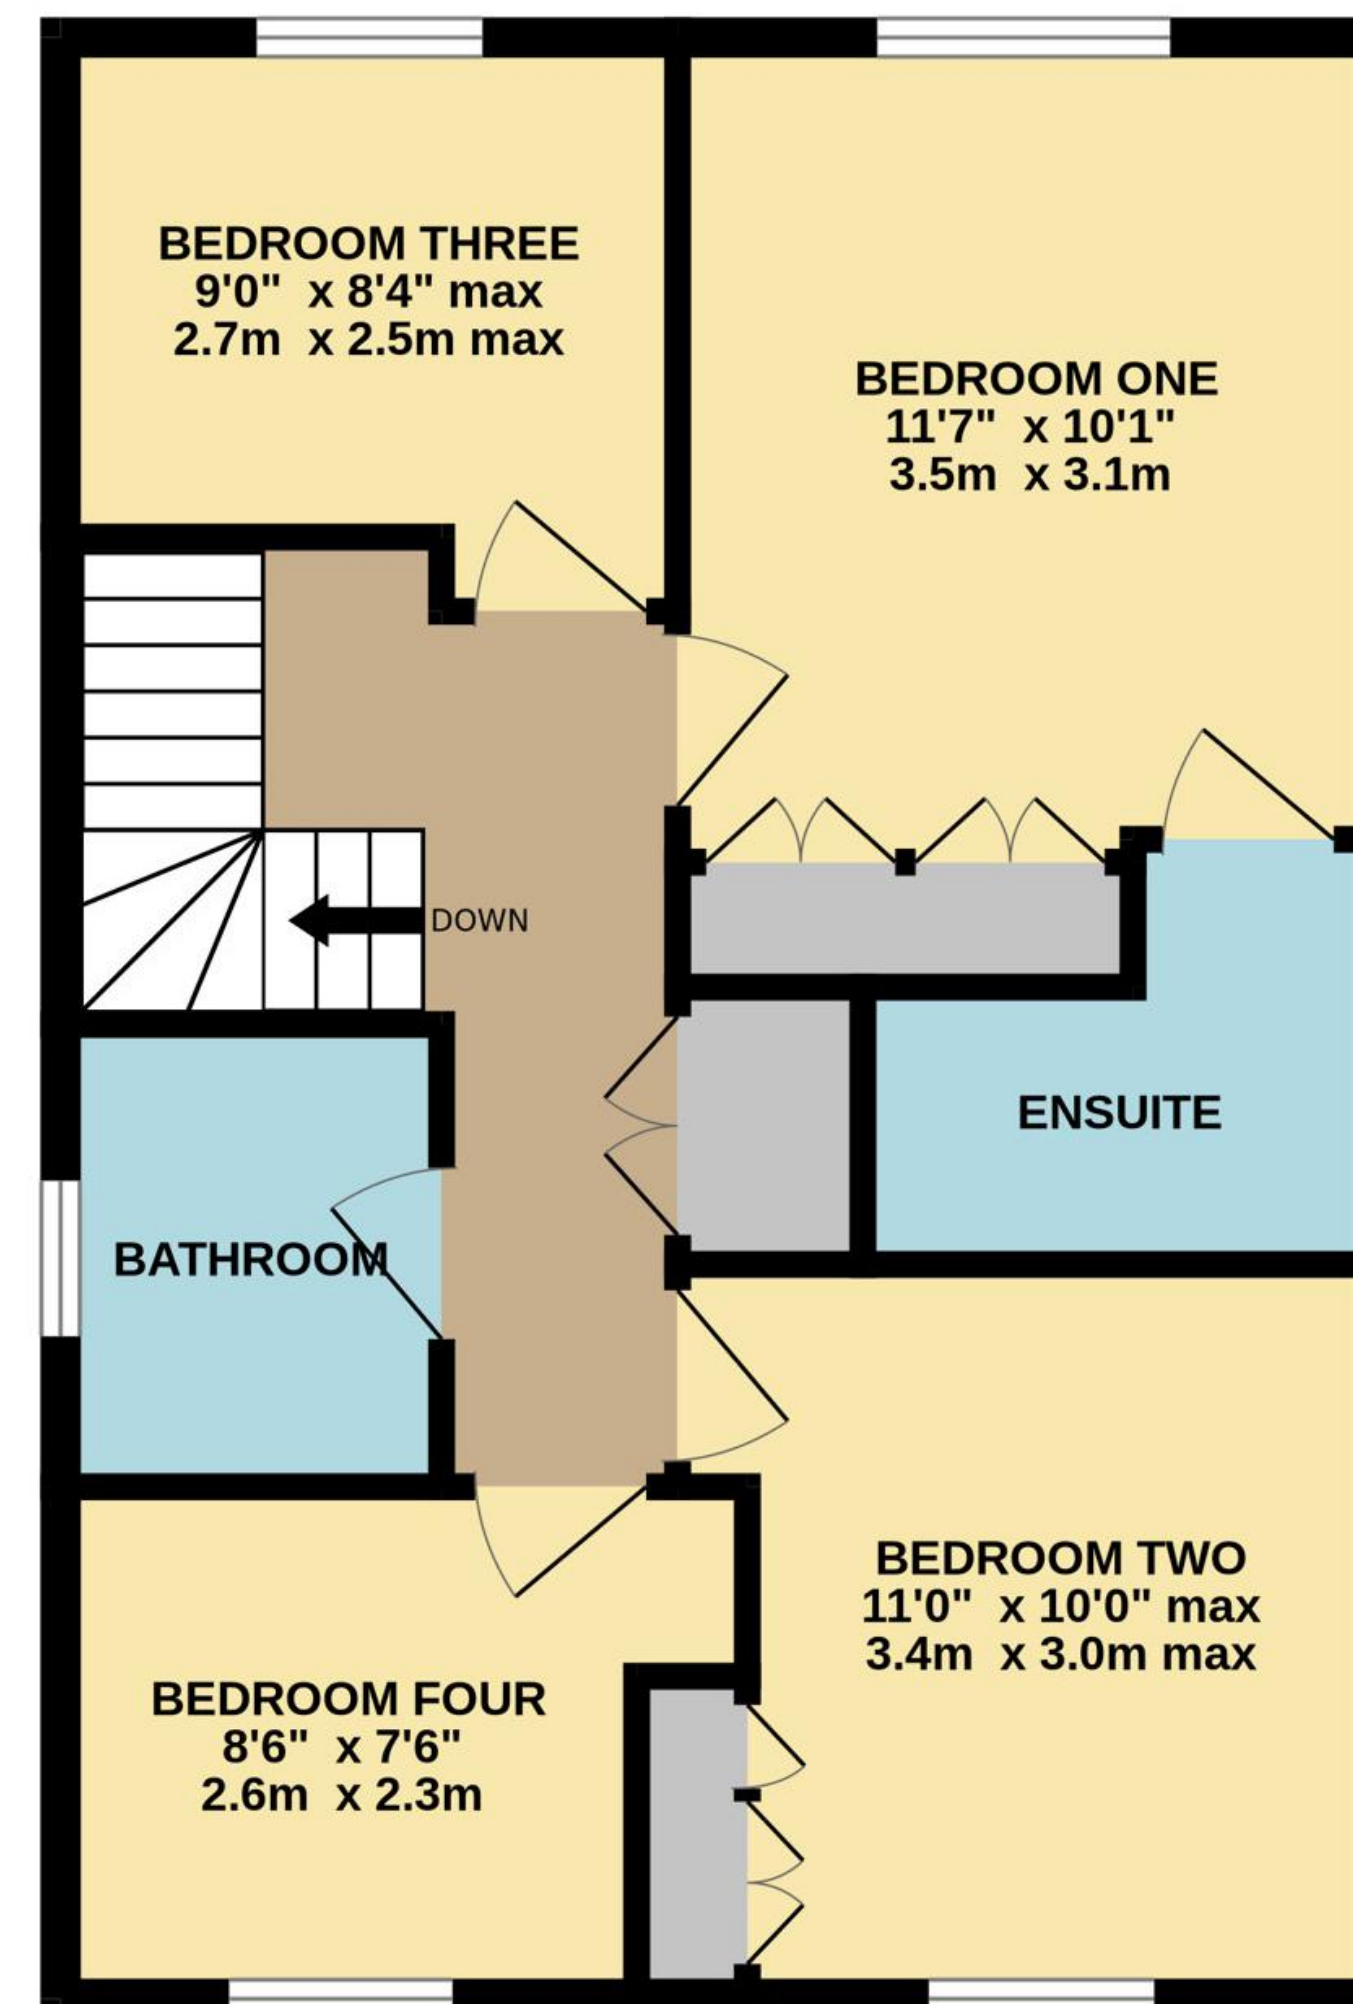 BEDROOM THREE
9'0" x 8'4" max
2.7m x 2.5m max
BEDROOM ONE
11'7" x 10'1"
3.5m x 3.1m
DOWN
ENSUITE
BATHROOM
BEDROOM TWO
11'0" x 10'0" max
3.4m x 3.0m max
BEDROOM FOUR
8'6" x 7'6"
2.6m x 2.3m